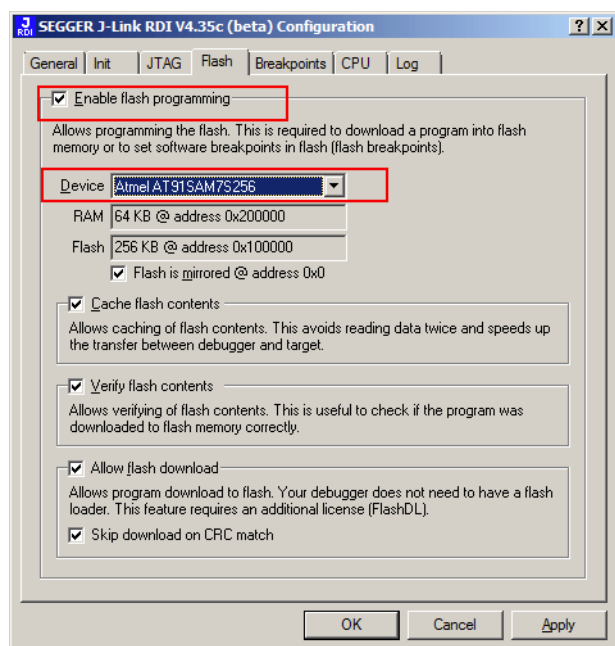 J RDI
SEGGER J-Link RDI V4.35c (beta) Configuration
General Init JTAG Flash Breakpoints CPU Log
Enable flash programming
Allows programming the flash. This is required to download a program into flash
memory or to set software breakpoints in flash (flash breakpoints).
Device Atmel AT91SAM7S256
RAM 64 KB @ address 0x200000
Flash 256 KB @ address 0x100000
Flash is mirrored @ address 0x0
Cache flash contents
Allows caching of flash contents. This avoids reading data twice and speeds up
the transfer between debugger and target.
Verify flash contents
Allows verifying of flash contents. This is useful to check if the program was
downloaded to flash memory correctly.
Allow flash download
Allows program download to flash. Your debugger does not need to have a flash
loader. This feature requires an additional license (FlashDL).
Skip download on CRC match
OK Cancel Apply